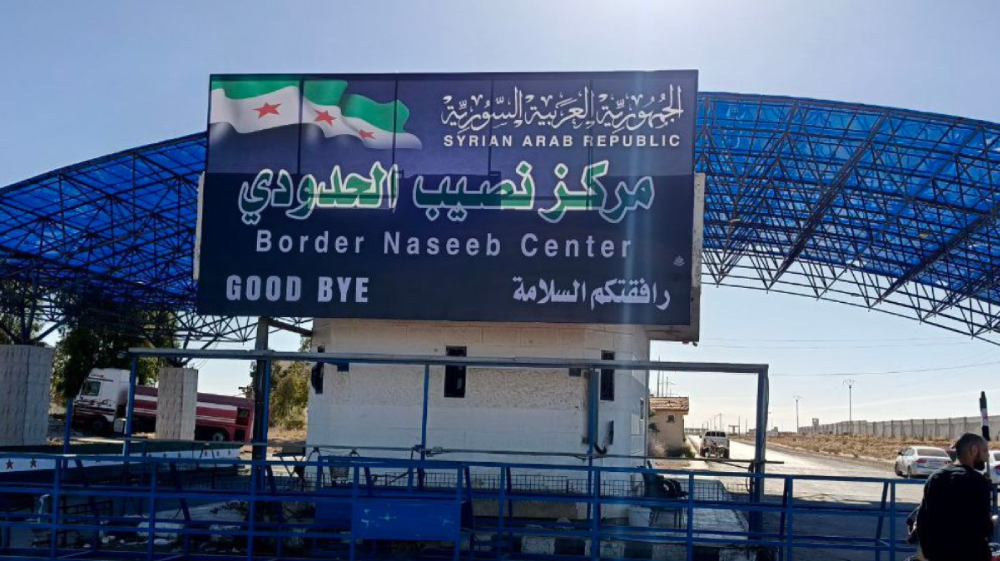 الجمهورية العربية السورية
SYRIAN ARAB REPUBLIC
مركز نصيب الحدودي
Border Naseeb Center
GOOD BYE
رافقتكم السلامة